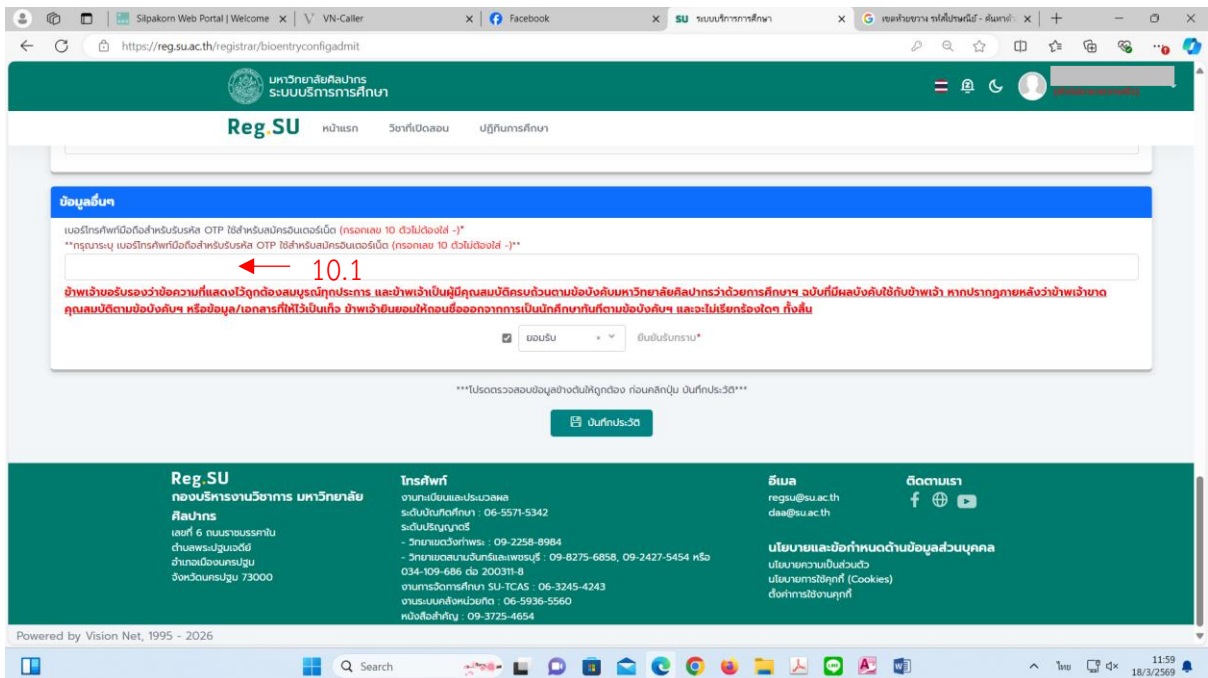 Silpakorn Web Portal | Welcome
VN-Caller
Facebook
SU ระบบบริการการศึกษา
เขตห้วยขวาง รหัสไปรษณีย์ - ค้นหาด้
https://reg.su.ac.th/registrar/bioentryconfigadmit
มหาวิทยาลัยศิลปากร
ระบบบริการการศึกษา
Reg.SU หน้าแรก วิชาที่เปิดสอน ปฏิทินการศึกษา
ข้อมูลอื่นๆ
เบอร์โทรศัพท์มือถือสำหรับรับรหัส OTP ใช้สำหรับสมัครอินเตอร์เน็ต (กรอกเลข 10 ตัวไม่ต้องใส่ -)*
**กรุณาระบุ เบอร์โทรศัพท์มือถือสำหรับรับรหัส OTP ใช้สำหรับสมัครอินเตอร์เน็ต (กรอกเลข 10 ตัวไม่ต้องใส่ -)**
10.1
ข้าพเจ้าขอรับรองว่าข้อความที่แสดงไว้ถูกต้องสมบูรณ์ทุกประการ และข้าพเจ้าเป็นผู้มีคุณสมบัติครบถ้วนตามข้อบังคับมหาวิทยาลัยศิลปากรว่าด้วยการศึกษาฯ ฉบับที่มีผลบังคับใช้กับข้าพเจ้า หากปรากฏภายหลังว่าข้าพเจ้าขาด
คุณสมบัติตามข้อบังคับฯ หรือข้อมูล/เอกสารที่ให้ไว้เป็นเท็จ ข้าพเจ้ายินยอมให้ถอนชื่อออกจากการเป็นนักศึกษาทันทีตามข้อบังคับฯ และจะไม่เรียกร้องใดๆ ทั้งสิ้น
ยอมรับ ยืนยันรับทราบ*
***โปรดตรวจสอบข้อมูลข้างต้นให้ถูกต้อง ก่อนคลิกปุ่ม บันทึกประวัติ***
บันทึกประวัติ
Reg.SU
กองบริหารงานวิชาการ มหาวิทยาลัย
ศิลปากร
เลขที่ 6 ถนนราชมรรคาใน
ตำบลพระปฐมเจดีย์
อำเภอเมืองนครปฐม
จังหวัดนครปฐม 73000
โทรศัพท์
งานทะเบียนและประมวลผล
ระดับบัณฑิตศึกษา : 06-5571-5342
ระดับปริญญาตรี
- วิทยาเขตวังท่าพระ : 09-2258-8984
- วิทยาเขตสนามจันทร์และเพชรบุรี : 09-8275-6858, 09-2427-5454 หรือ
034-109-686 ต่อ 200311-8
งานการจัดการศึกษา SU-TCAS : 06-3245-4243
งานระบบคลังหน่วยกิต : 06-5936-5560
หนังสือสำคัญ : 09-3725-4654
อีเมล
regsu@su.ac.th
daa@su.ac.th
ติดตามเรา
นโยบายและข้อกำหนดด้านข้อมูลส่วนบุคคล
นโยบายความเป็นส่วนตัว
นโยบายการใช้คุกกี้ (Cookies)
ตั้งค่าการใช้งานคุกกี้
Powered by Vision Net, 1995 - 2026
Search
ไทย
11:59
18/3/2569